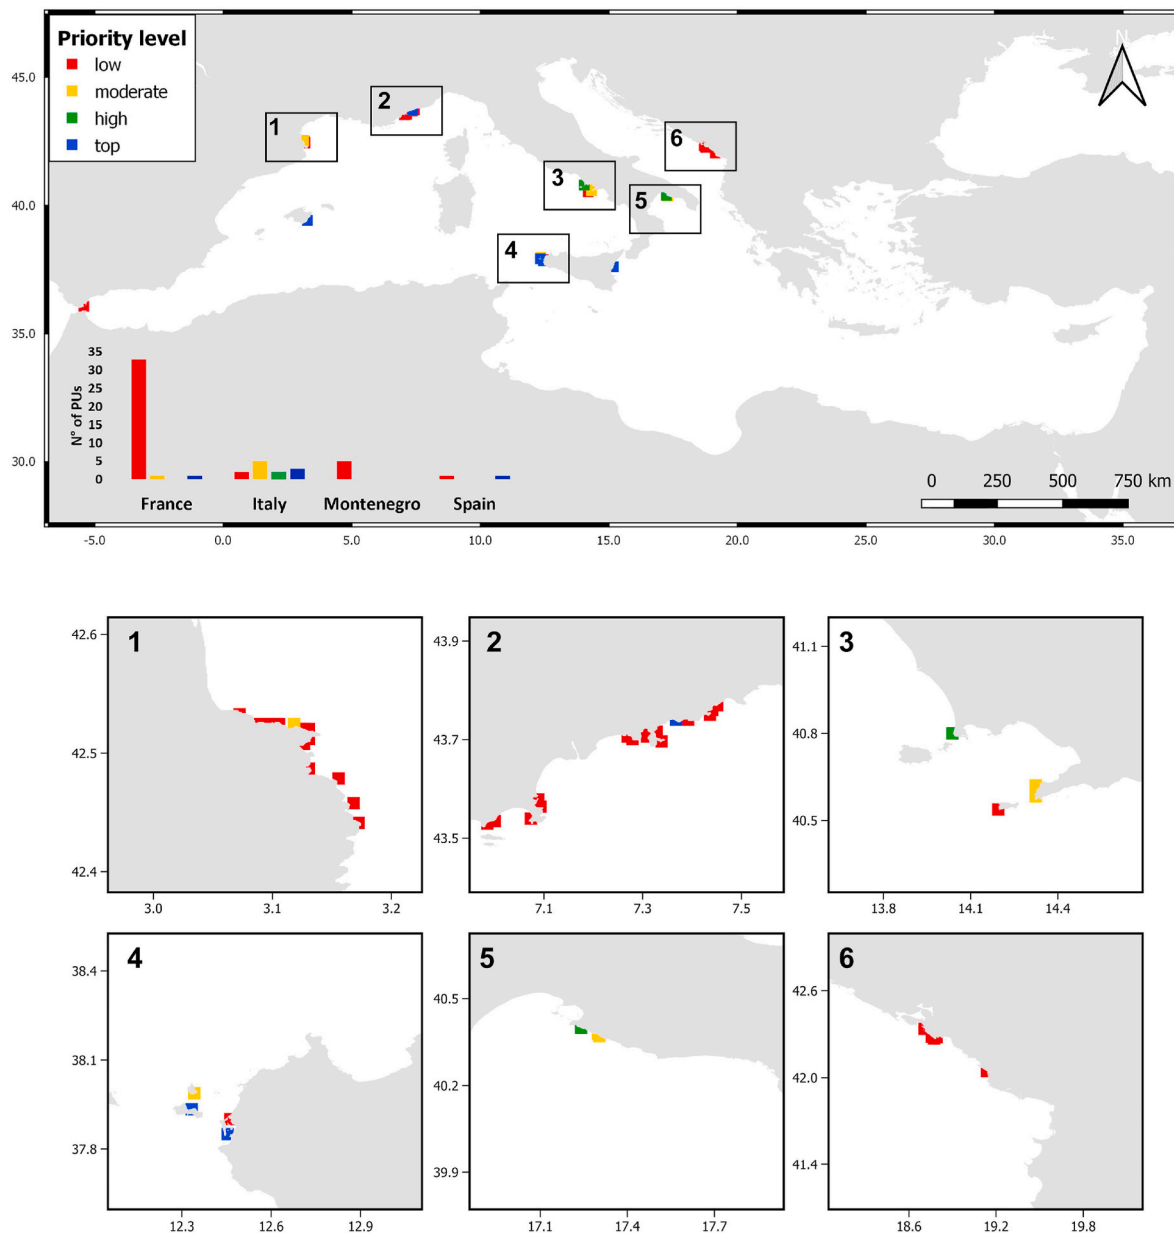 Priority level
low
moderate
high
top
N
1
2
3
4
5
6
45.0
40.0
35.0
30.0
N° of PUs
35
30
25
20
15
10
5
0
France Italy Montenegro Spain
0 250 500 750 km
-5.0 0.0 5.0 10.0 15.0 20.0 25.0 30.0 35.0
1
42.6
42.5
42.4
3.0 3.1 3.2
2
43.9
43.7
43.5
7.1 7.3 7.5
3
41.1
40.8
40.5
13.8 14.1 14.4
4
38.4
38.1
37.8
12.3 12.6 12.9
5
40.5
40.2
39.9
17.1 17.4 17.7
6
42.6
42.0
41.4
18.6 19.2 19.8